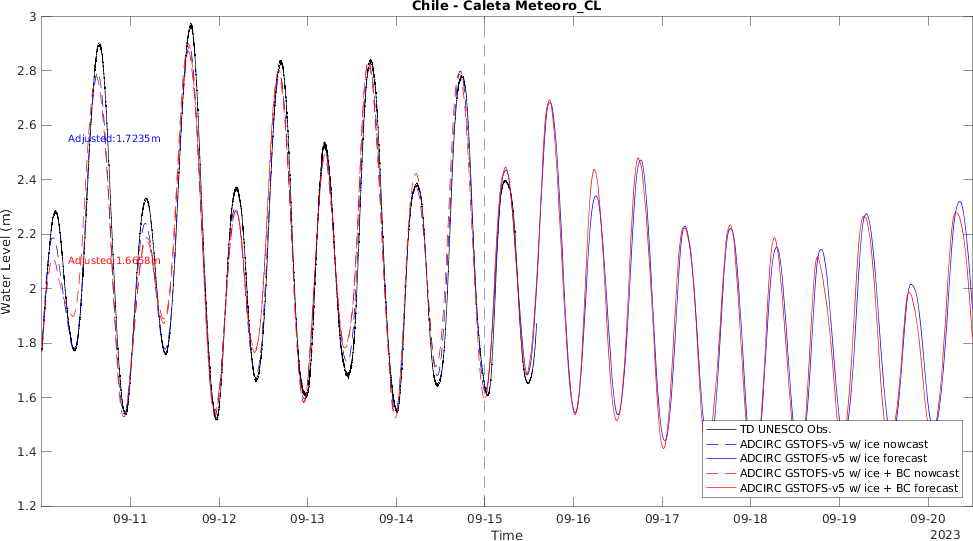 Chile - Caleta Meteoro_CL
Water Level (m)
3
2.8
2.6
2.4
2.2
2
1.8
1.6
1.4
1.2
Adjusted:1.7235m
Adjusted:1.6658m
TD UNESCO Obs.
ADCIRC GSTOFS-v5 w/ ice nowcast
ADCIRC GSTOFS-v5 w/ ice forecast
ADCIRC GSTOFS-v5 w/ ice + BC nowcast
ADCIRC GSTOFS-v5 w/ ice + BC forecast
09-11 09-12 09-13 09-14 09-15 09-16 09-17 09-18 09-19 09-20
Time
2023